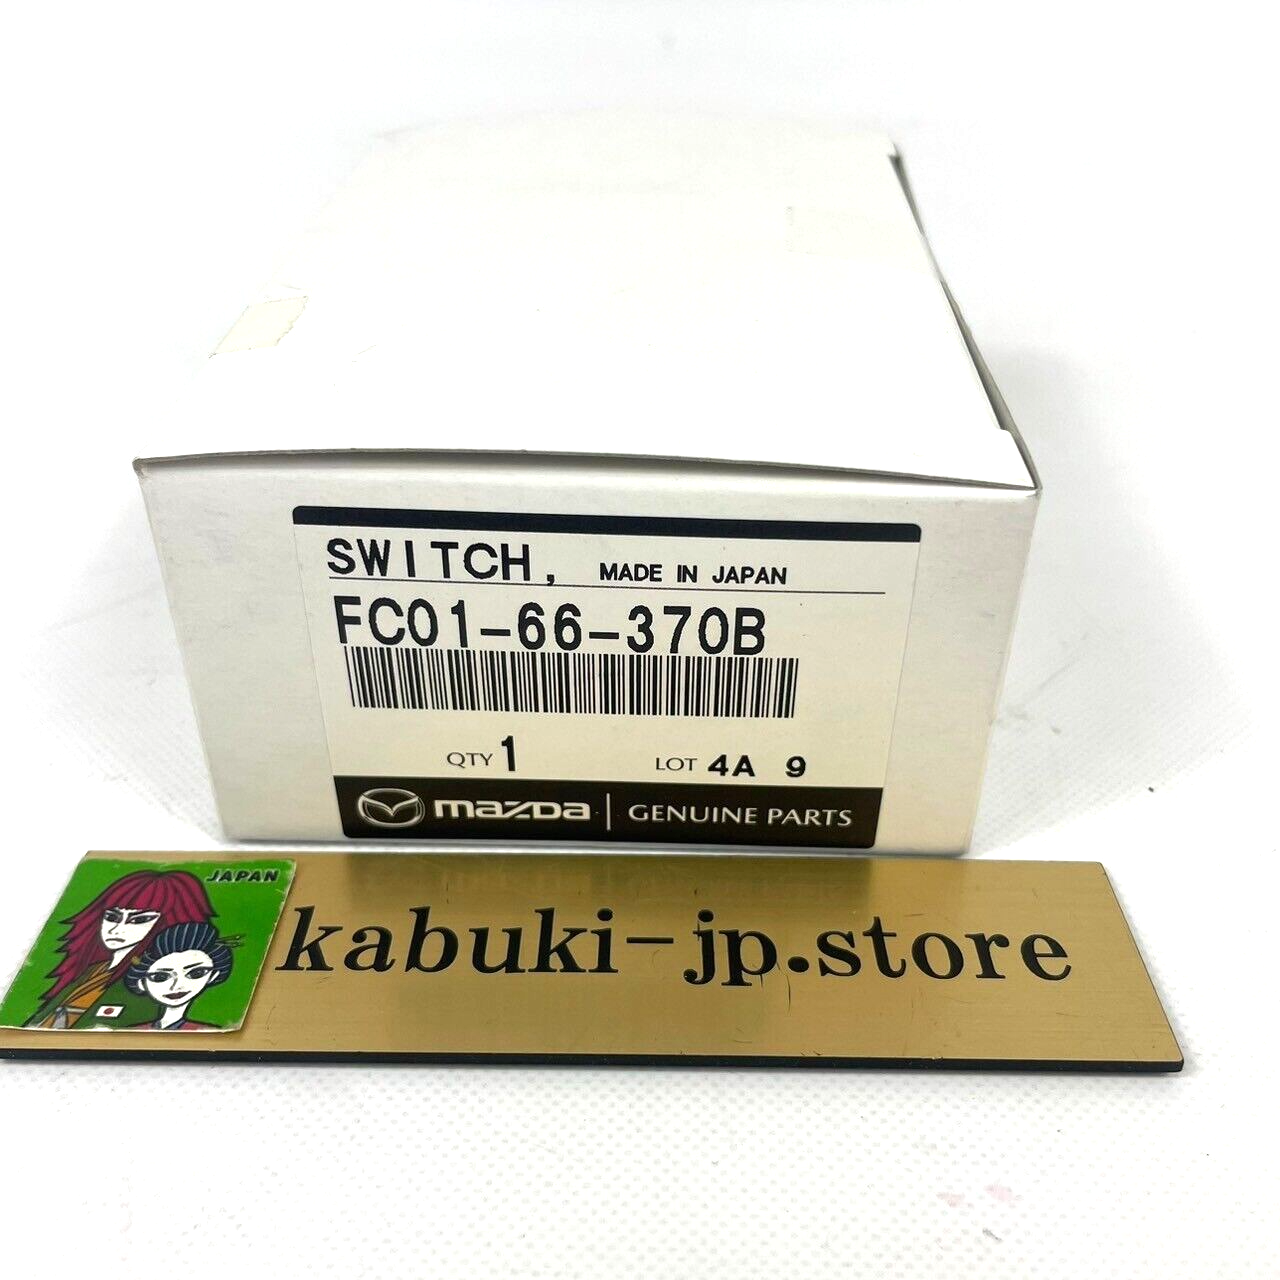 SWITCH, MADE IN JAPAN
FC01-66-370B
QTY 1 LOT 4A 9
mazda | GENUINE PARTS
JAPAN
kabuki-jp.store